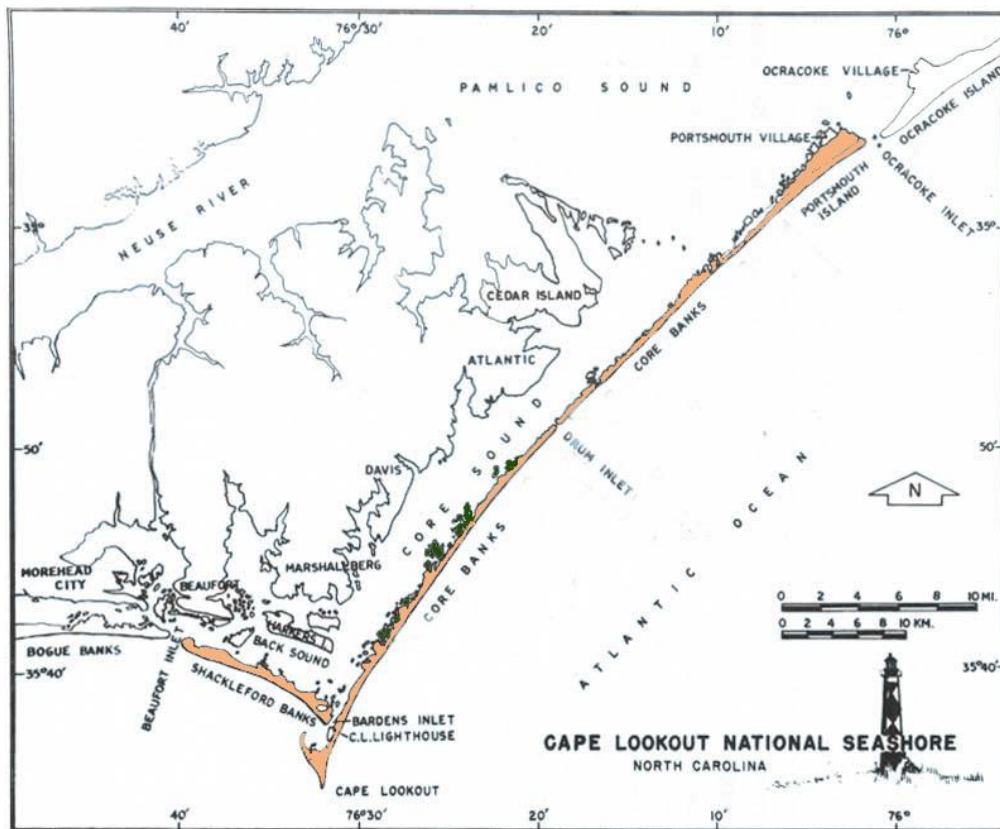 40'
76°30'
20'
10'
76°
OCRACOKE VILLAGE
PAMLICO SOUND
OCRACOKE ISLAND
PORTSMOUTH VILLAGE
OCRACOKE INLET
PORTSMOUTH
ISLAND
NEUSE RIVER
35°
35°
CEDAR ISLAND
CORE BANKS
ATLANTIC
CORE SOUND
50'
50'
DRUM INLET
DAVIS
N
ATLANTIC OCEAN
CORE BANKS
MARSHALLBERG
MOREHEAD
CITY
BEAUFORT
HARKERS I.
BACK SOUND
BOGUE BANKS
BEAUFORT INLET
SHACKLEFORD BANKS
0 2 4 6 8 10 MI.
0 2 4 6 8 10 KM.
35°40'
35°40'
BARDENS INLET
C.L.LIGHTHOUSE
CAPE LOOKOUT
CAPE LOOKOUT NATIONAL SEASHORE
NORTH CAROLINA
40'
76°30'
20'
10'
76°